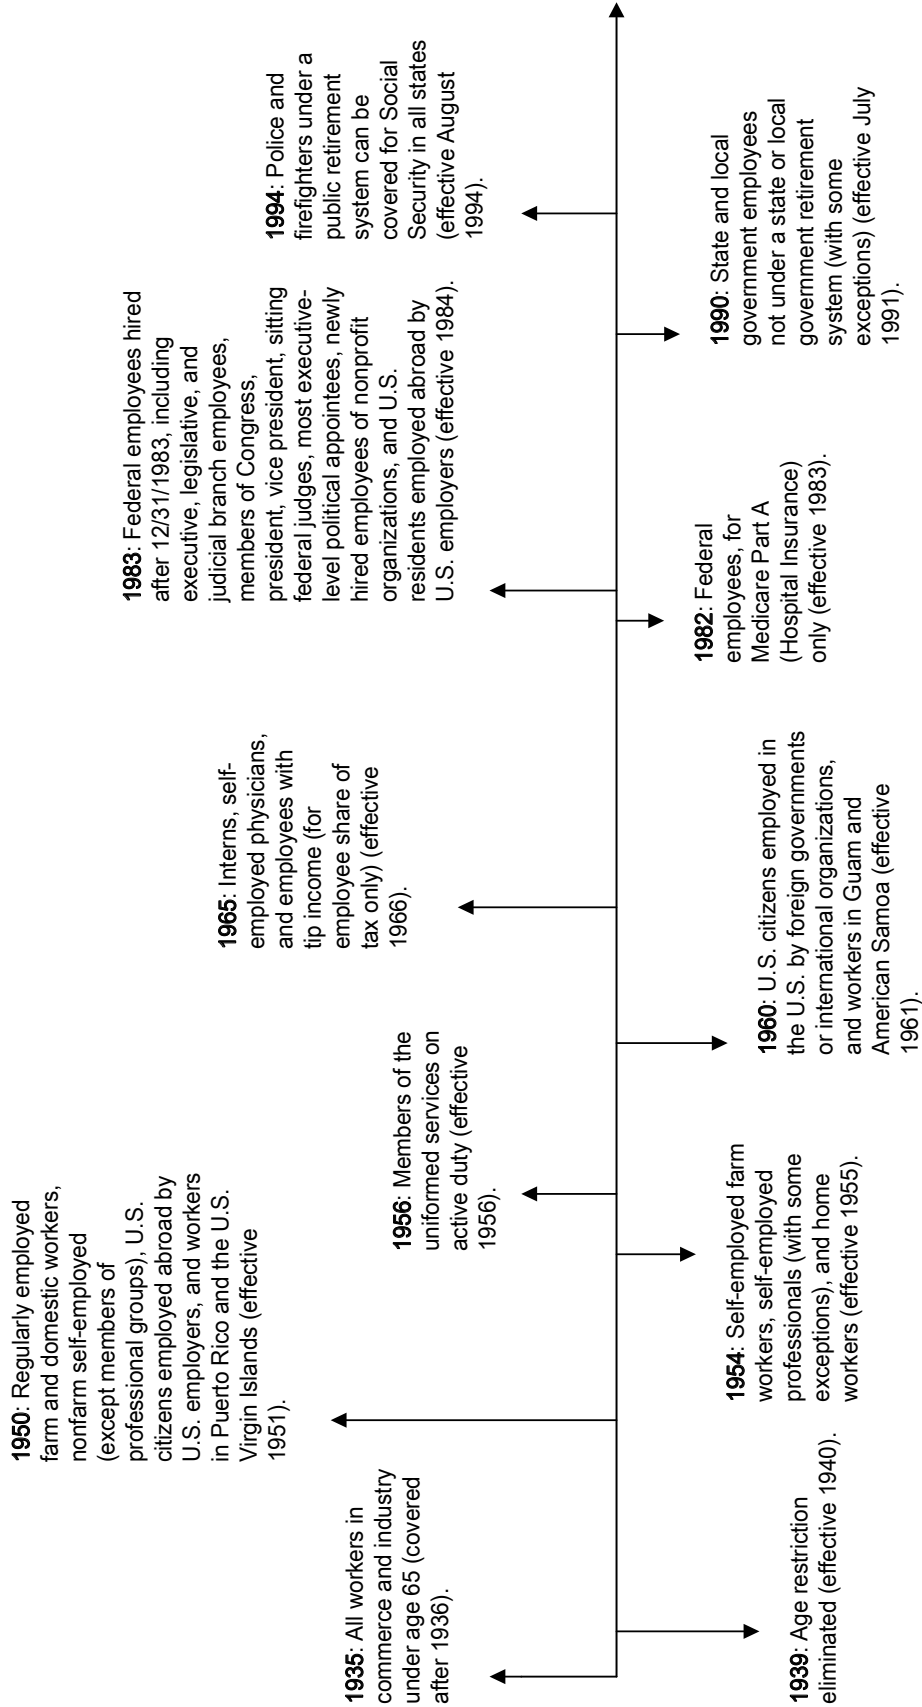 1935: All workers in
commerce and industry
under age 65 (covered
after 1936).
1939: Age restriction
eliminated (effective 1940).
1950: Regularly employed
farm and domestic workers,
nonfarm self-employed
(except members of
professional groups), U.S.
citizens employed abroad by
U.S. employers, and workers
in Puerto Rico and the U.S.
Virgin Islands (effective
1951).
1954: Self-employed farm
workers, self-employed
professionals (with some
exceptions), and home
workers (effective 1955).
1956: Members of the
uniformed services on
active duty (effective
1956).
1960: U.S. citizens employed in
the U.S. by foreign governments
or international organizations,
and workers in Guam and
American Samoa (effective
1961).
1965: Interns, self-
employed physicians,
and employees with
tip income (for
employee share of
tax only) (effective
1966).
1982: Federal
employees, for
Medicare Part A
(Hospital Insurance)
only (effective 1983).
1983: Federal employees hired
after 12/31/1983, including
executive, legislative, and
judicial branch employees,
members of Congress,
president, vice president, sitting
federal judges, most executive-
level political appointees, newly
hired employees of nonprofit
organizations, and U.S.
residents employed abroad by
U.S. employers (effective 1984).
1990: State and local
government employees
not under a state or local
government retirement
system (with some
exceptions) (effective July
1991).
1994: Police and
firefighters under a
public retirement
system can be
covered for Social
Security in all states
(effective August
1994).